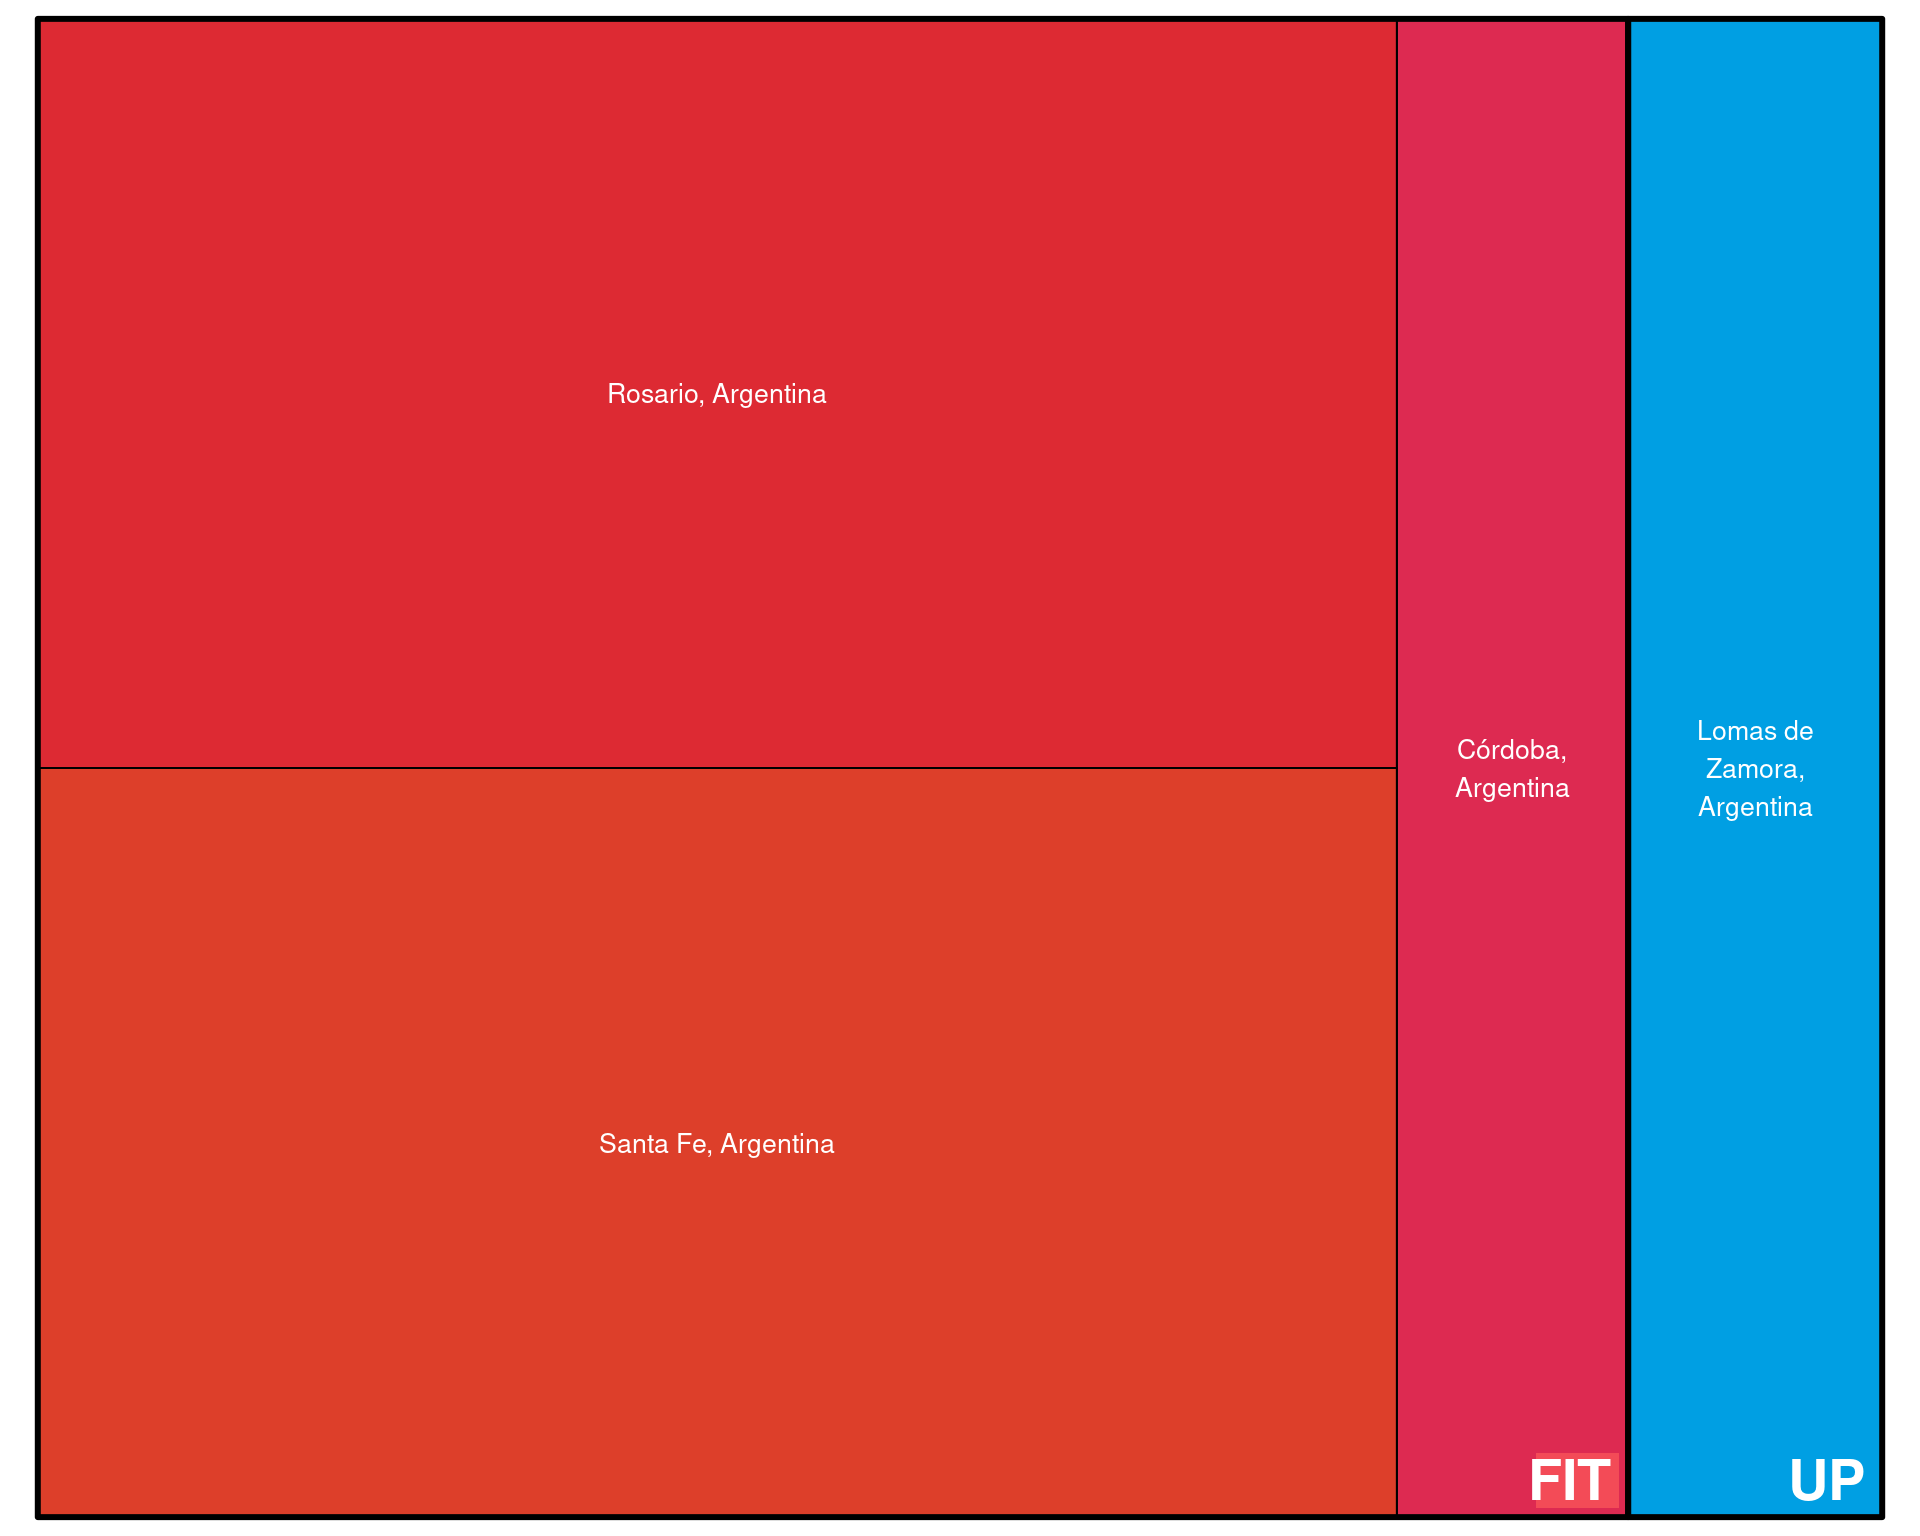 Rosario, Argentina
Santa Fe, Argentina
Córdoba,
Argentina
FIT
Lomas de
Zamora,
Argentina
UP